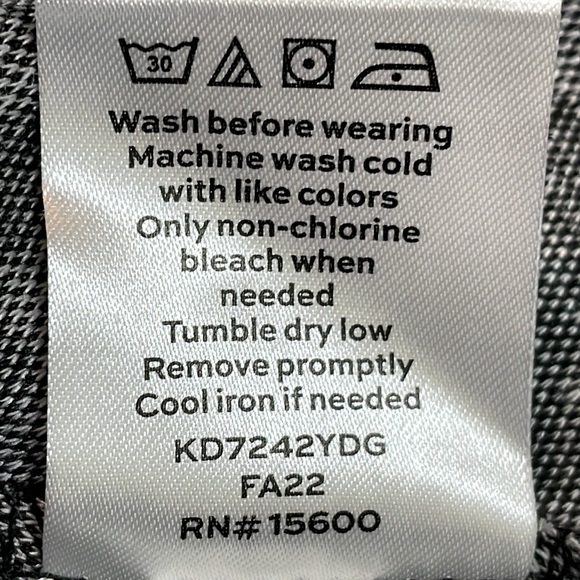 30
Wash before wearing
Machine wash cold
with like colors
Only non-chlorine
bleach when
needed
Tumble dry low
Remove promptly
Cool iron if needed
KD7242YDG
FA22
RN# 15600